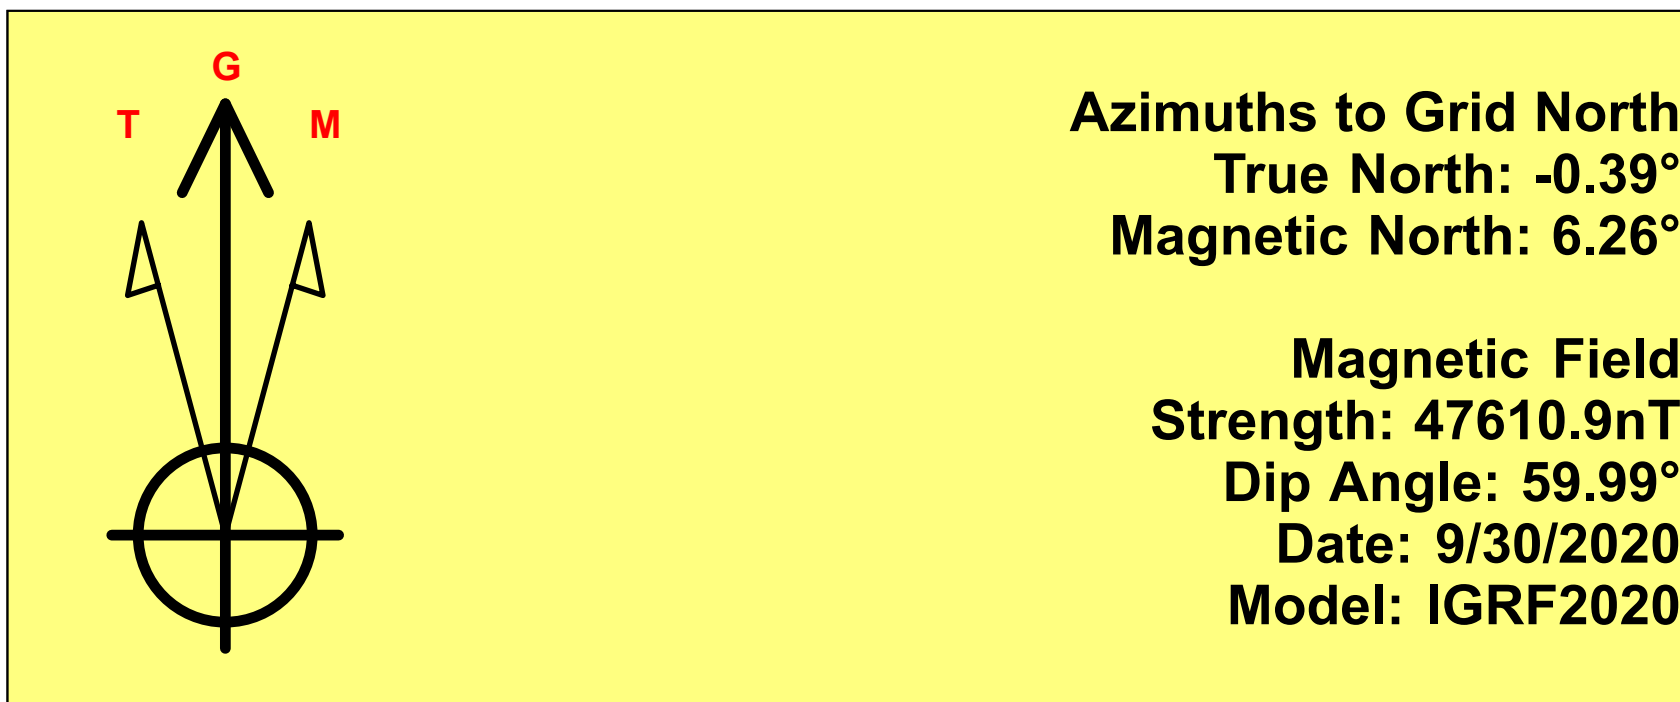 G
T M
Azimuths to Grid North
True North: -0.39°
Magnetic North: 6.26°
Magnetic Field
Strength: 47610.9nT
Dip Angle: 59.99°
Date: 9/30/2020
Model: IGRF2020